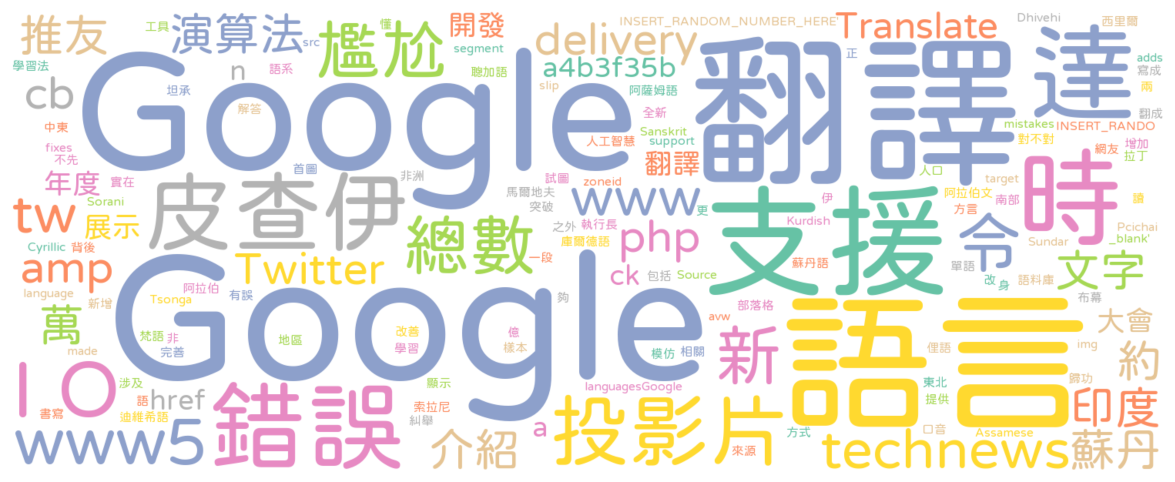 推友
工具
演算法
src
尷尬
懂
開發
segment
INSERT_RANDOM_NUMBER_HERE'
delivery
Translate
Dhivehi
西里爾
學習法
語系
聰加語
a4b3f35b
正
達
adds
寫成
cb
坦承
n
Google
slip
阿薩姆語
翻譯
兩
翻成
解答
全新
中東
人工智慧
Sanskrit
support
mistakes
INSERT_RANDO
對不對
fixes
不先
首圖
翻譯
網友
增加
拉丁
年度
實在
皮查伊
非洲
試圖
zoneid
人口
時
Sorani
馬爾地夫
www
支援
target
阿拉伯文
伊
讀
tw
展示
突破
更
方言
南部
令
總數
之外
執行長
php
Kurdish
Pcichai
Cyrillic
背後
一段
庫爾德語
Sundar
_blank'
amp
Twitter
ck
包括
Source
蘇丹語
單語
改
身
語料庫
文字
language
新增
阿拉伯
Tsonga
有誤
Google
夠
部落格
布幕
萬
梵語
非
地區
改善
億
avw
語言
大會
made
完善
學習
樣本
新
模仿
相關
俚語
img
約
IO
涉及
語
href
顯示
languagesGoogle
東北
歸功
書寫
油維希語
錯誤
索拉尼
糾舉
投影片
提供
印度
www5
介紹
a
來源
方式
口音
Assamese
technews
蘇丹